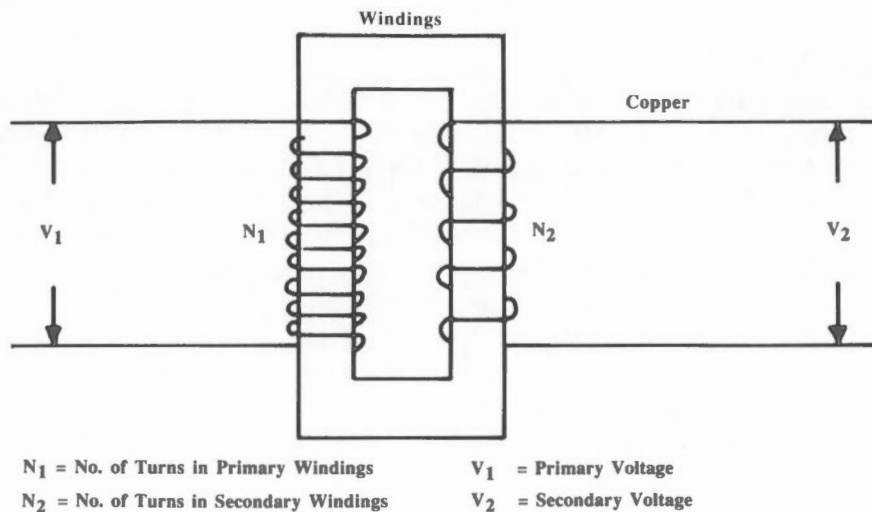 Windings
Copper
V1 N1 N2 V2
N1 = No. of Turns in Primary Windings V1 = Primary Voltage
N2 = No. of Turns in Secondary Windings V2 = Secondary Voltage